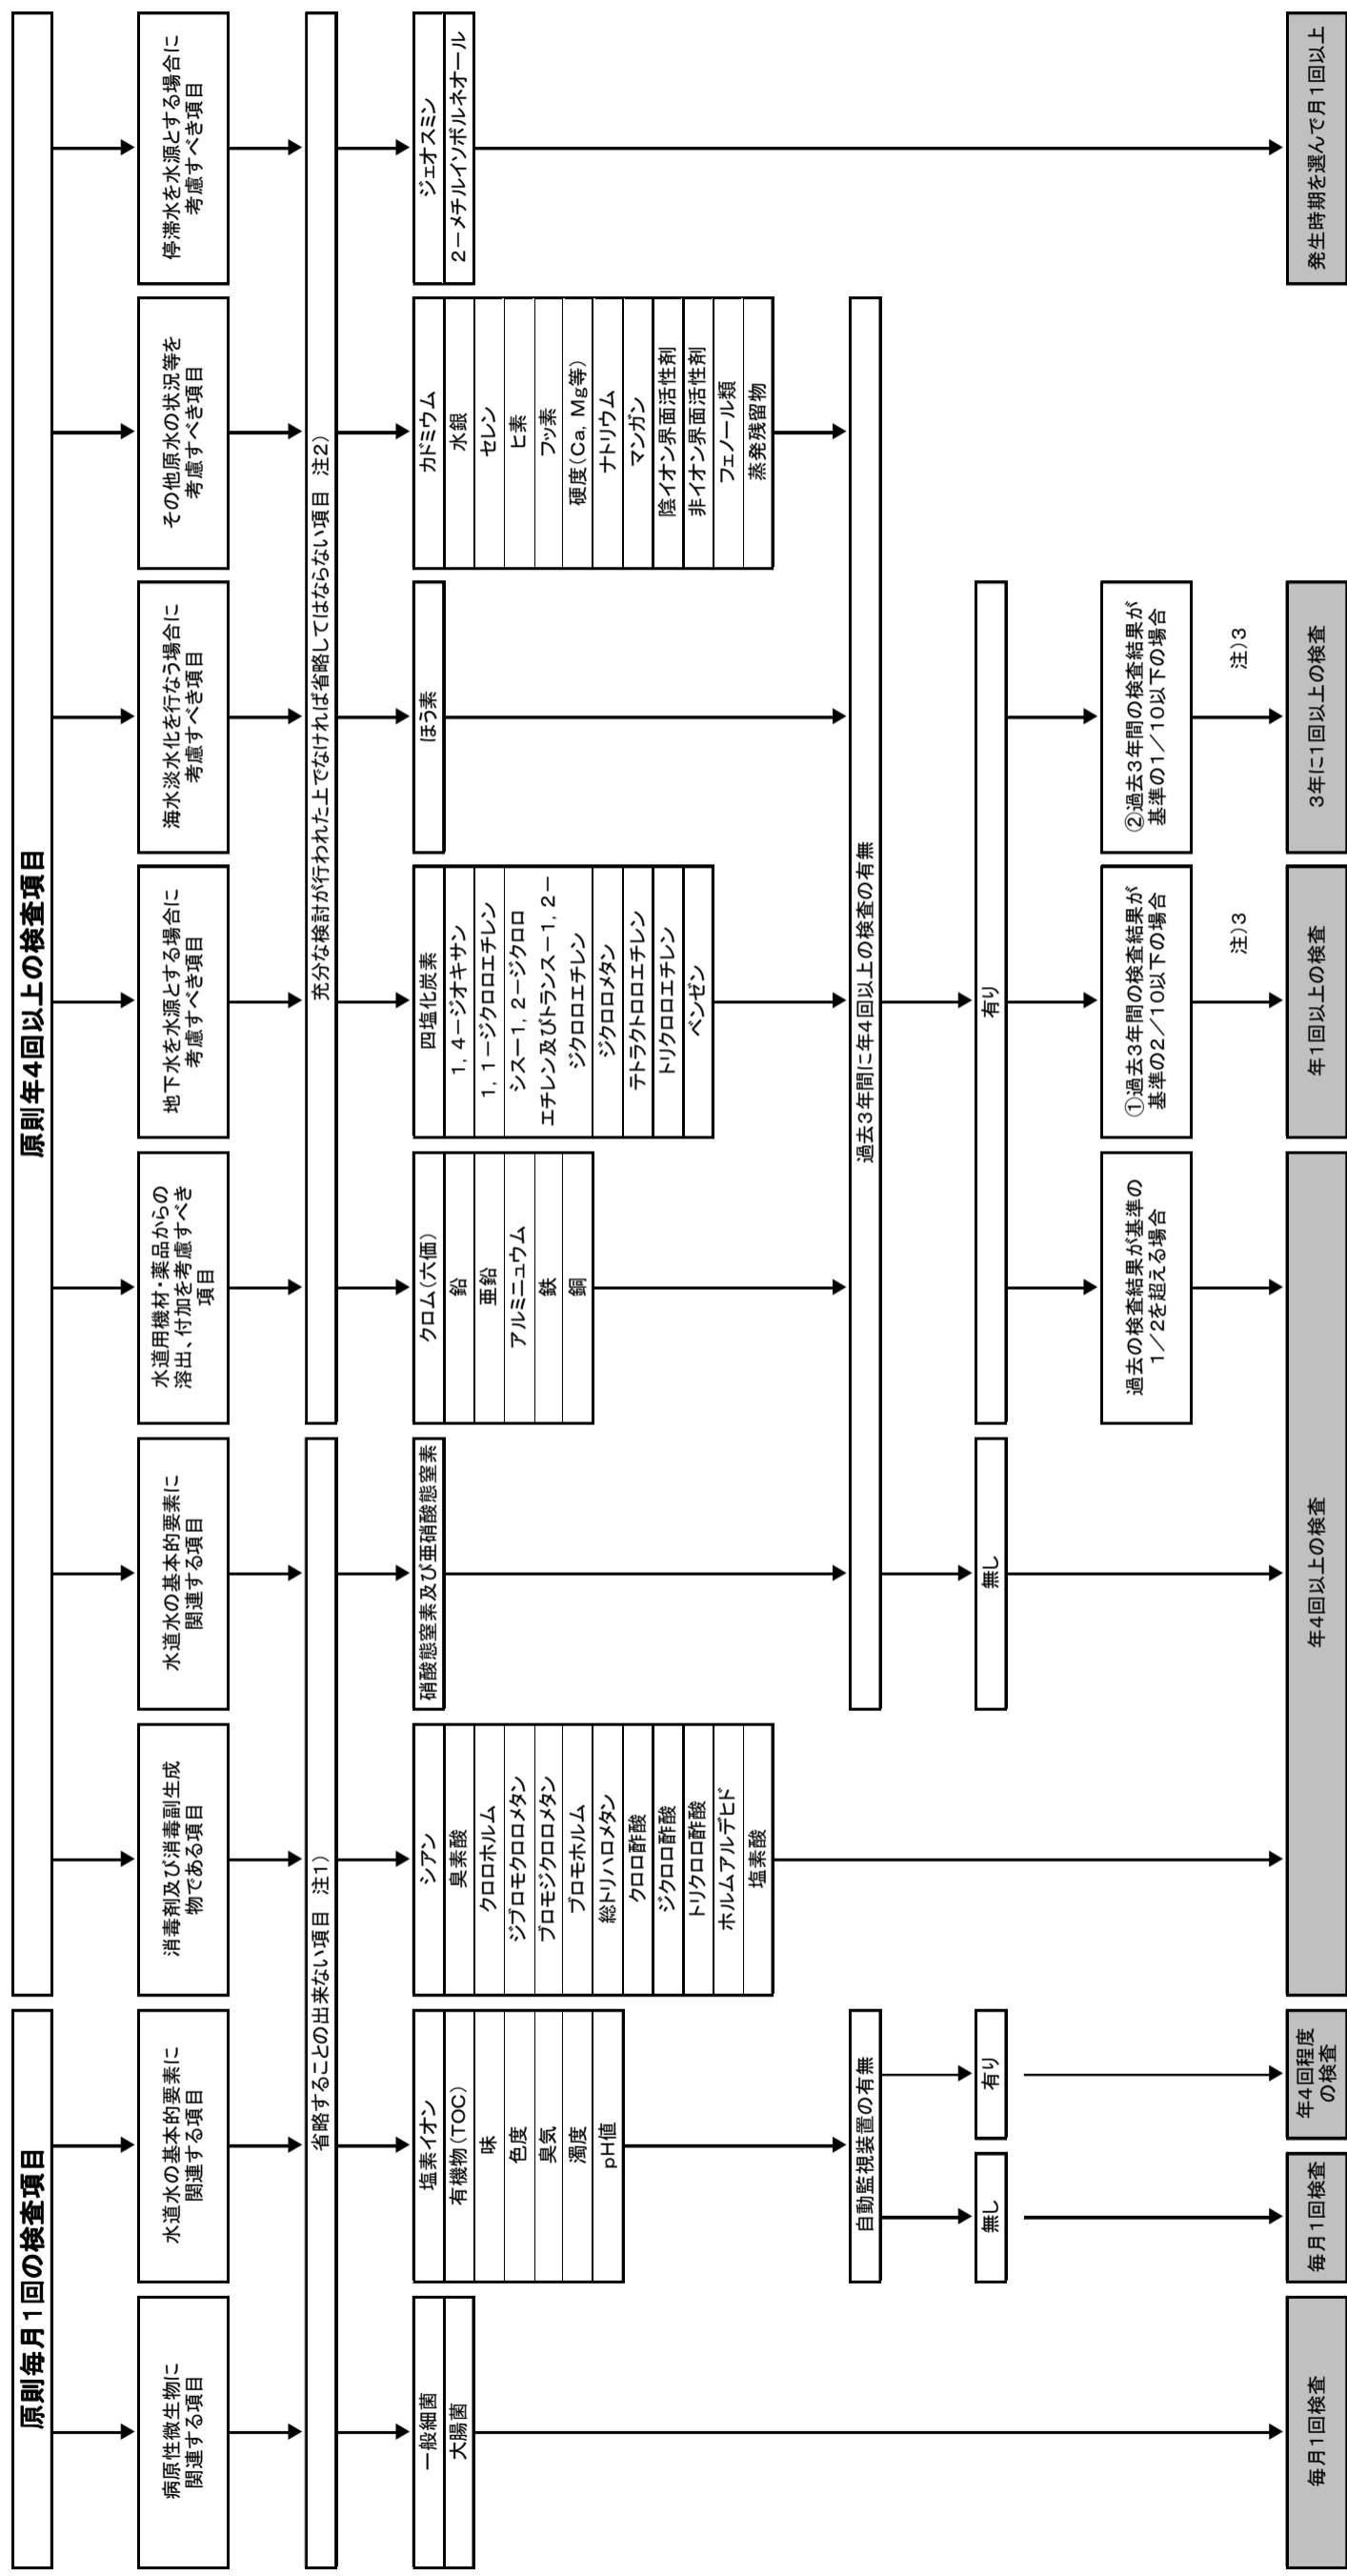 原則毎月1回の検査項目
原則年4回以上の検査項目
病原性微生物に
関連する項目
水道水の基本的要素に
関連する項目
消毒剤及び消毒副生成
物である項目
水道水の基本的要素に
関連する項目
水道用機材・薬品からの
溶出、付加を考慮すべき
項目
地下水を水源とする場合に
考慮すべき項目
海水淡水化を行なう場合に
考慮すべき項目
その他原水の状況等を
考慮すべき項目
停滞水を水源とする場合に
考慮すべき項目
省略することの出来ない項目 注1)
充分な検討が行われた上でなければ省略してはならない項目 注2)
一般細菌
大腸菌
塩素イオン
有機物(TOC)
味
色度
臭気
濁度
pH値
シアン
臭素酸
クロロホルム
ジブロモクロロメタン
ブロモジクロロメタン
ブロモホルム
総トリハロメタン
クロロ酢酸
ジクロロ酢酸
トリクロロ酢酸
ホルムアルデヒド
塩素酸
硝酸態窒素及び亜硝酸態窒素
クロム(六価)
鉛
亜鉛
アルミニュウム
鉄
銅
四塩化炭素
1,4-ジオキサン
1,1-ジクロロエチレン
シス-1,2-ジクロロ
エチレン及びトランス-1,2-
ジクロロエチレン
ジクロロメタン
テトラクトロロエチレン
トリクロロエチレン
ベンゼン
ほう素
カドミウム
水銀
セレン
ヒ素
フッ素
硬度(Ca,Mg等)
ナトリウム
マンガン
陰イオン界面活性剤
非イオン界面活性剤
フェノール類
蒸発残留物
ジェオスミン
2-メチルイソボルネオール
自動監視装置の有無
過去3年間に年4回以上の検査の有無
無し
有り
無し
有り
過去の検査結果が基準の
1/2を超える場合
①過去3年間の検査結果が
基準の2/10以下の場合
②過去3年間の検査結果が
基準の1/10以下の場合
注)3
注)3
毎月1回検査
毎月1回検査
年4回程度
の検査
年4回以上の検査
年1回以上の検査
3年に1回以上の検査
発生時期を選んで月1回以上